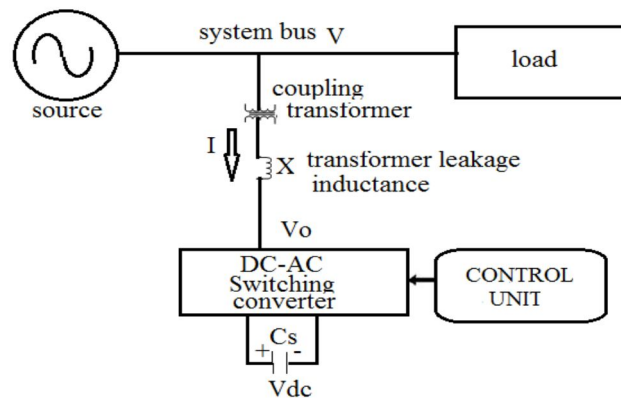 system bus V
source
load
coupling
transformer
I
X
transformer leakage
inductance
Vo
DC-AC
Switching
converter
CONTROL
UNIT
Cs
+ -
Vdc